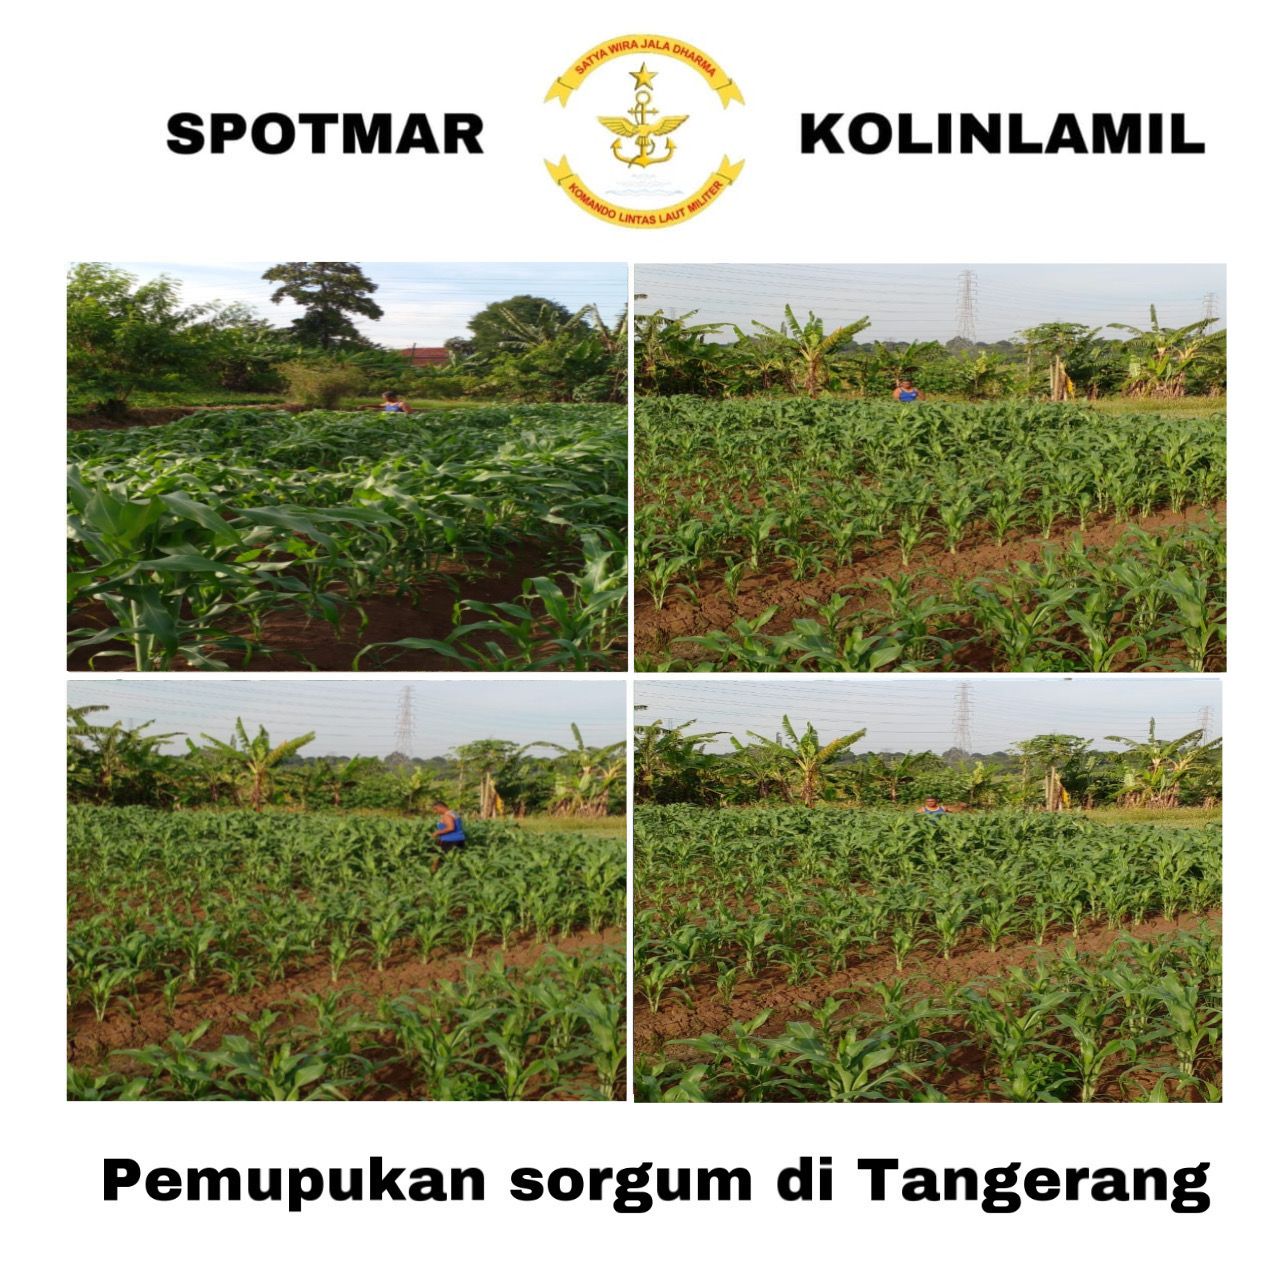 SPOTMAR
SATYA WIRA JALA DHARMA
KOMANDO LINTAS LAUT MILITER
KOLINLAMIL
Pemupukan sorgum di Tangerang